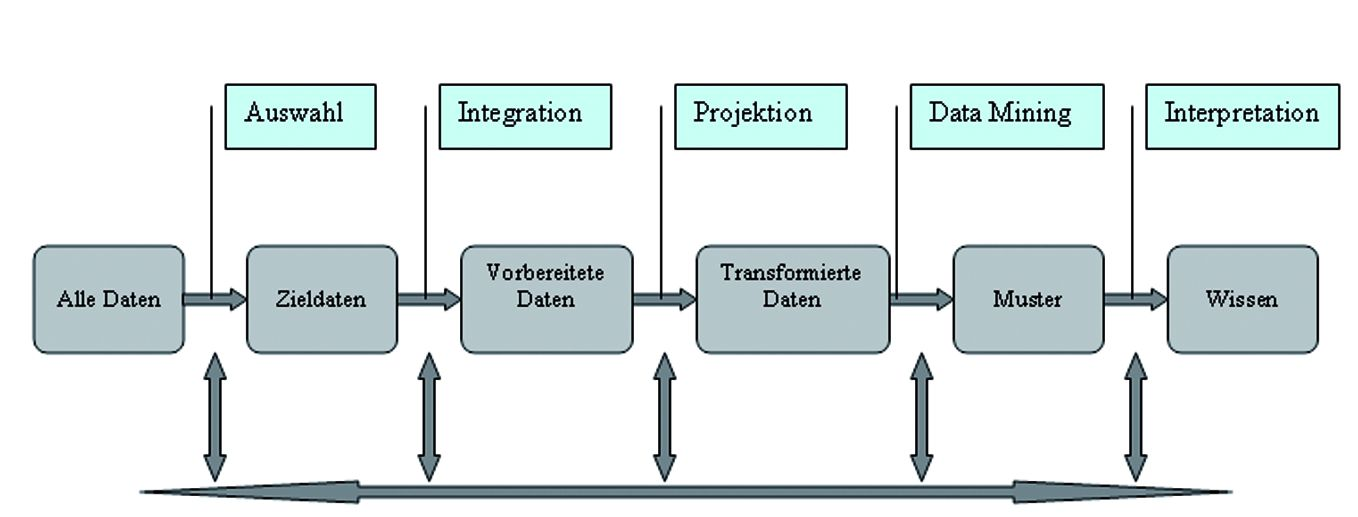 Auswahl
Integration
Projektion
Data Mining
Interpretation
Alle Daten
Zieldaten
Vorbereitete
Daten
Transformierte
Daten
Muster
Wissen